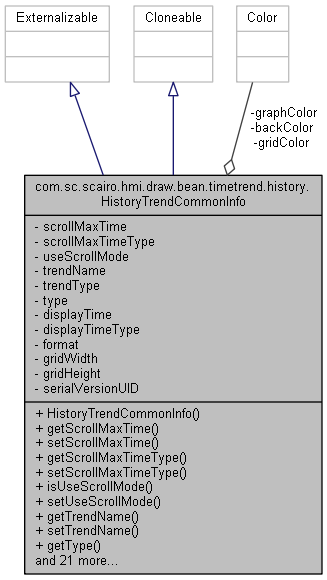 Externalizable
Cloneable
Color
-graphColor
-backColor
-gridColor
com.sc.scairo.hmi.draw.bean.timetrend.history.
HistoryTrendCommonInfo
- scrollMaxTime
- scrollMaxTimeType
- useScrollMode
- trendName
- trendType
- type
- displayTime
- displayTimeType
- format
- gridWidth
- gridHeight
- serialVersionUID
+ HistoryTrendCommonInfo()
+ getScrollMaxTime()
+ setScrollMaxTime()
+ getScrollMaxTimeType()
+ setScrollMaxTimeType()
+ isUseScrollMode()
+ setUseScrollMode()
+ getTrendName()
+ setTrendName()
+ getType()
and 21 more...